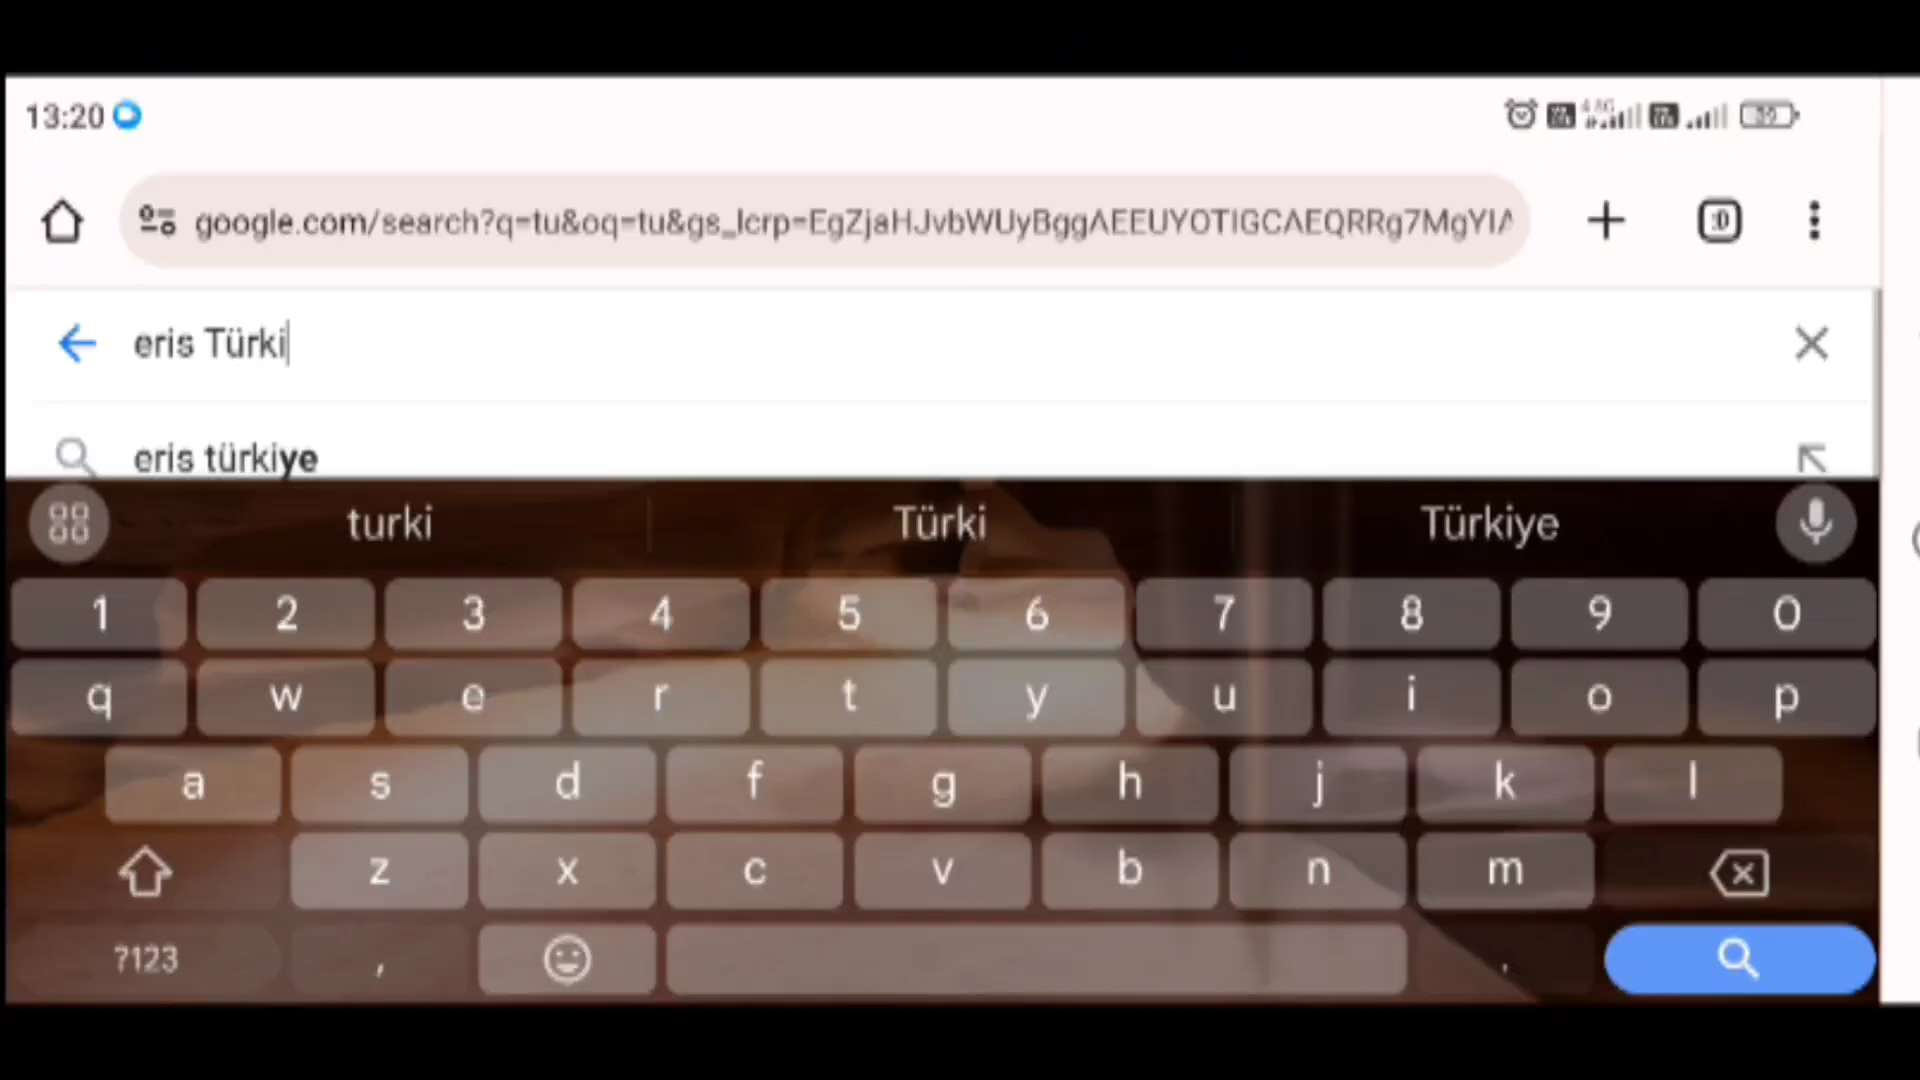 13:20
google.com/search?q=tu&oq=tu&gs_lcrp=EgZjaHJvbWUyBggAEEUYOTIGCAEQRRg7MgYIA
:D
eris Türki
eris türkiye
turki Türki Türkiye
1 2 3 4 5 6 7 8 9 0
q w e r t y u i o p
a s d f g h j k l
z x c v b n m
?123 , .